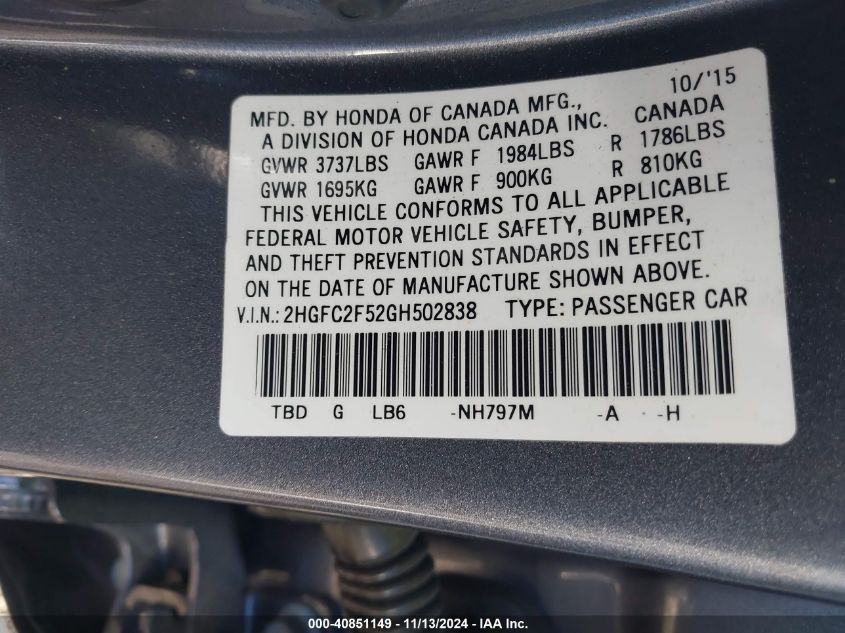 10/'15
MFD. BY HONDA OF CANADA MFG., CANADA
A DIVISION OF HONDA CANADA INC.
GVWR 3737LBS GAWR F 1984LBS R 1786LBS
GVWR 1695KG GAWR F 900KG R 810KG
THIS VEHICLE CONFORMS TO ALL APPLICABLE
FEDERAL MOTOR VEHICLE SAFETY, BUMPER,
AND THEFT PREVENTION STANDARDS IN EFFECT
ON THE DATE OF MANUFACTURE SHOWN ABOVE.
V.I.N.: 2HGFC2F52GH502838 TYPE: PASSENGER CAR
TBD G LB6 -NH797M -A -H
000-40851149 - 11/13/2024 - IAA Inc.